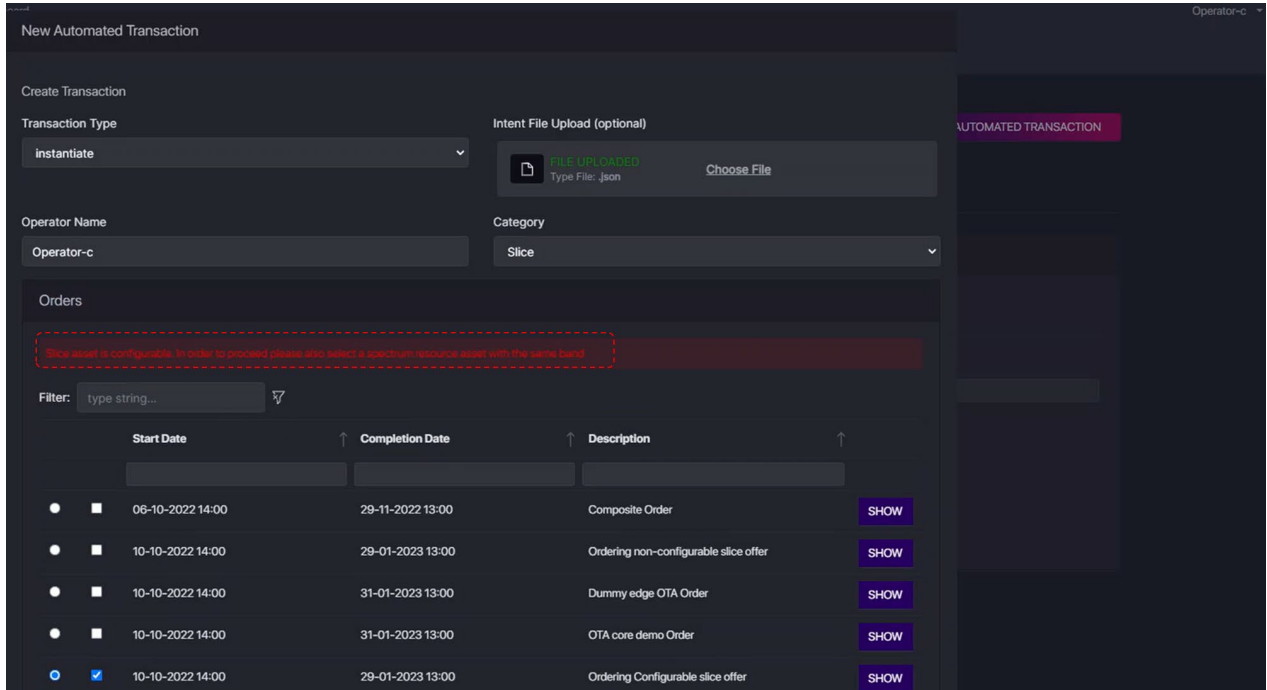 Operator-c
New Automated Transaction
Create Transaction
Transaction Type
Intent File Upload (optional)
AUTOMATED TRANSACTION
instantiate
FILE UPLOADED
Type File: .json
Choose File
Operator Name
Category
Operator-c
Slice
Orders
Slice asset is configurable. In order to proceed please also select a spectrum resource asset with the same band
Filter: type string...
Start Date Completion Date Description
06-10-2022 14:00 29-11-2022 13:00 Composite Order SHOW
10-10-2022 14:00 29-01-2023 13:00 Ordering non-configurable slice offer SHOW
10-10-2022 14:00 31-01-2023 13:00 Dummy edge OTA Order SHOW
10-10-2022 14:00 31-01-2023 13:00 OTA core demo Order SHOW
10-10-2022 14:00 29-01-2023 13:00 Ordering Configurable slice offer SHOW